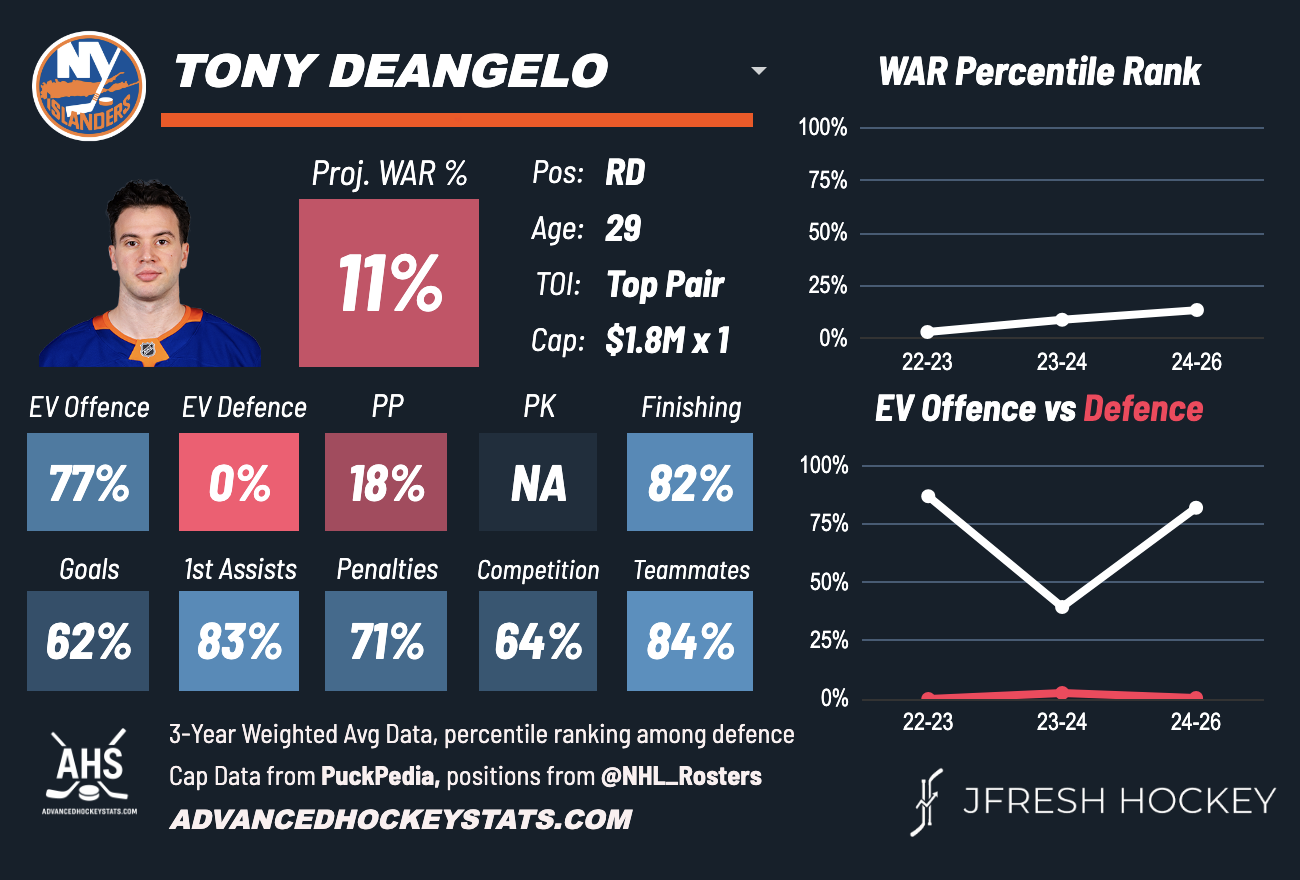 NY
ISLANDERS
TONY DEANGELO
Proj. WAR %
11%
Pos: RD
Age: 29
TOI: Top Pair
Cap: $1.8M x 1
EV Offence EV Defence PP PK Finishing
77% 0% 18% NA 82%
Goals 1st Assists Penalties Competition Teammates
62% 83% 71% 64% 84%
3-Year Weighted Avg Data, percentile ranking among defence
Cap Data from PuckPedia, positions from @NHL_Rosters
ADVANCEDHOCKEYSTATS.COM
AHS
ADVANCEDHOCKEYSTATS.COM
WAR Percentile Rank
100%
75%
50%
25%
0%
22-23 23-24 24-26
EV Offence vs Defence
100%
75%
50%
25%
0%
22-23 23-24 24-26
JFRESH HOCKEY